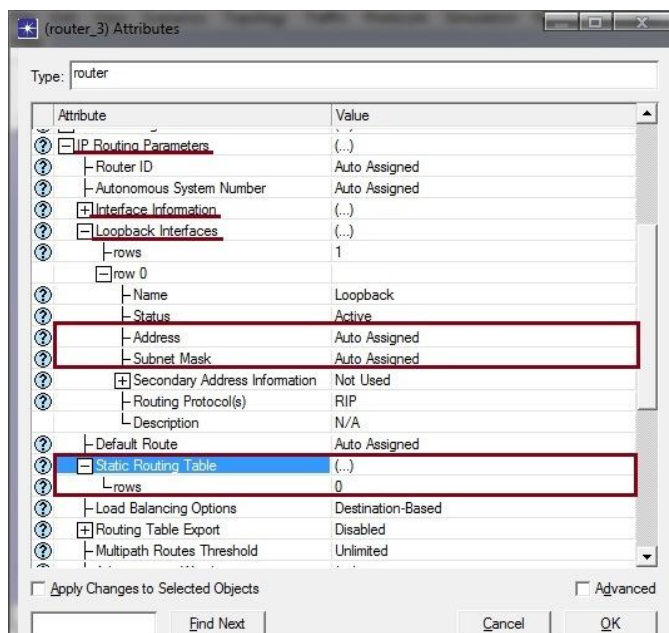 (router_3) Attributes
Type: router
Attribute Value
IP Routing Parameters (...)
Router ID Auto Assigned
Autonomous System Number Auto Assigned
Interface Information (...)
Loopback Interfaces (...)
rows 1
row 0
Name Loopback
Status Active
Address Auto Assigned
Subnet Mask Auto Assigned
Secondary Address Information Not Used
Routing Protocol(s) RIP
Description N/A
Default Route Auto Assigned
Static Routing Table (...)
rows 0
Load Balancing Options Destination-Based
Routing Table Export Disabled
Multipath Routes Threshold Unlimited
Apply Changes to Selected Objects Advanced
Find Next Cancel OK